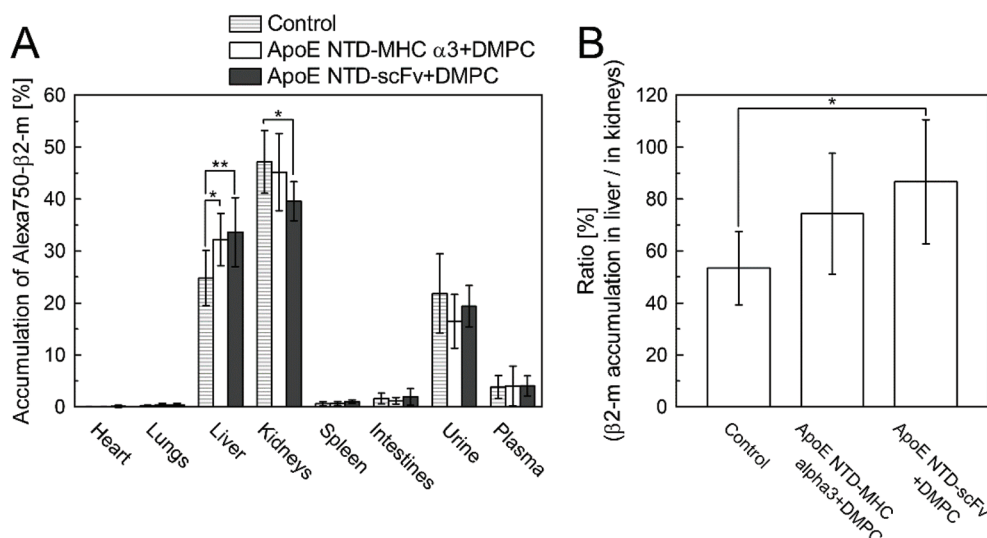 A
Control
ApoE NTD-MHC α3+DMPC
ApoE NTD-scFv+DMPC
Accumulation of Alexa750-β2-m [%]
60
50
40
30
20
10
0
**
*
*
Heart
Lungs
Liver
Kidneys
Spleen
Intestines
Urine
Plasma
B
Ratio [%]
(β2-m accumulation in liver / in kidneys)
120
100
80
60
40
20
0
*
Control
ApoE NTD-MHC
alpha3+DMPC
ApoE NTD-scFv
+DMPC